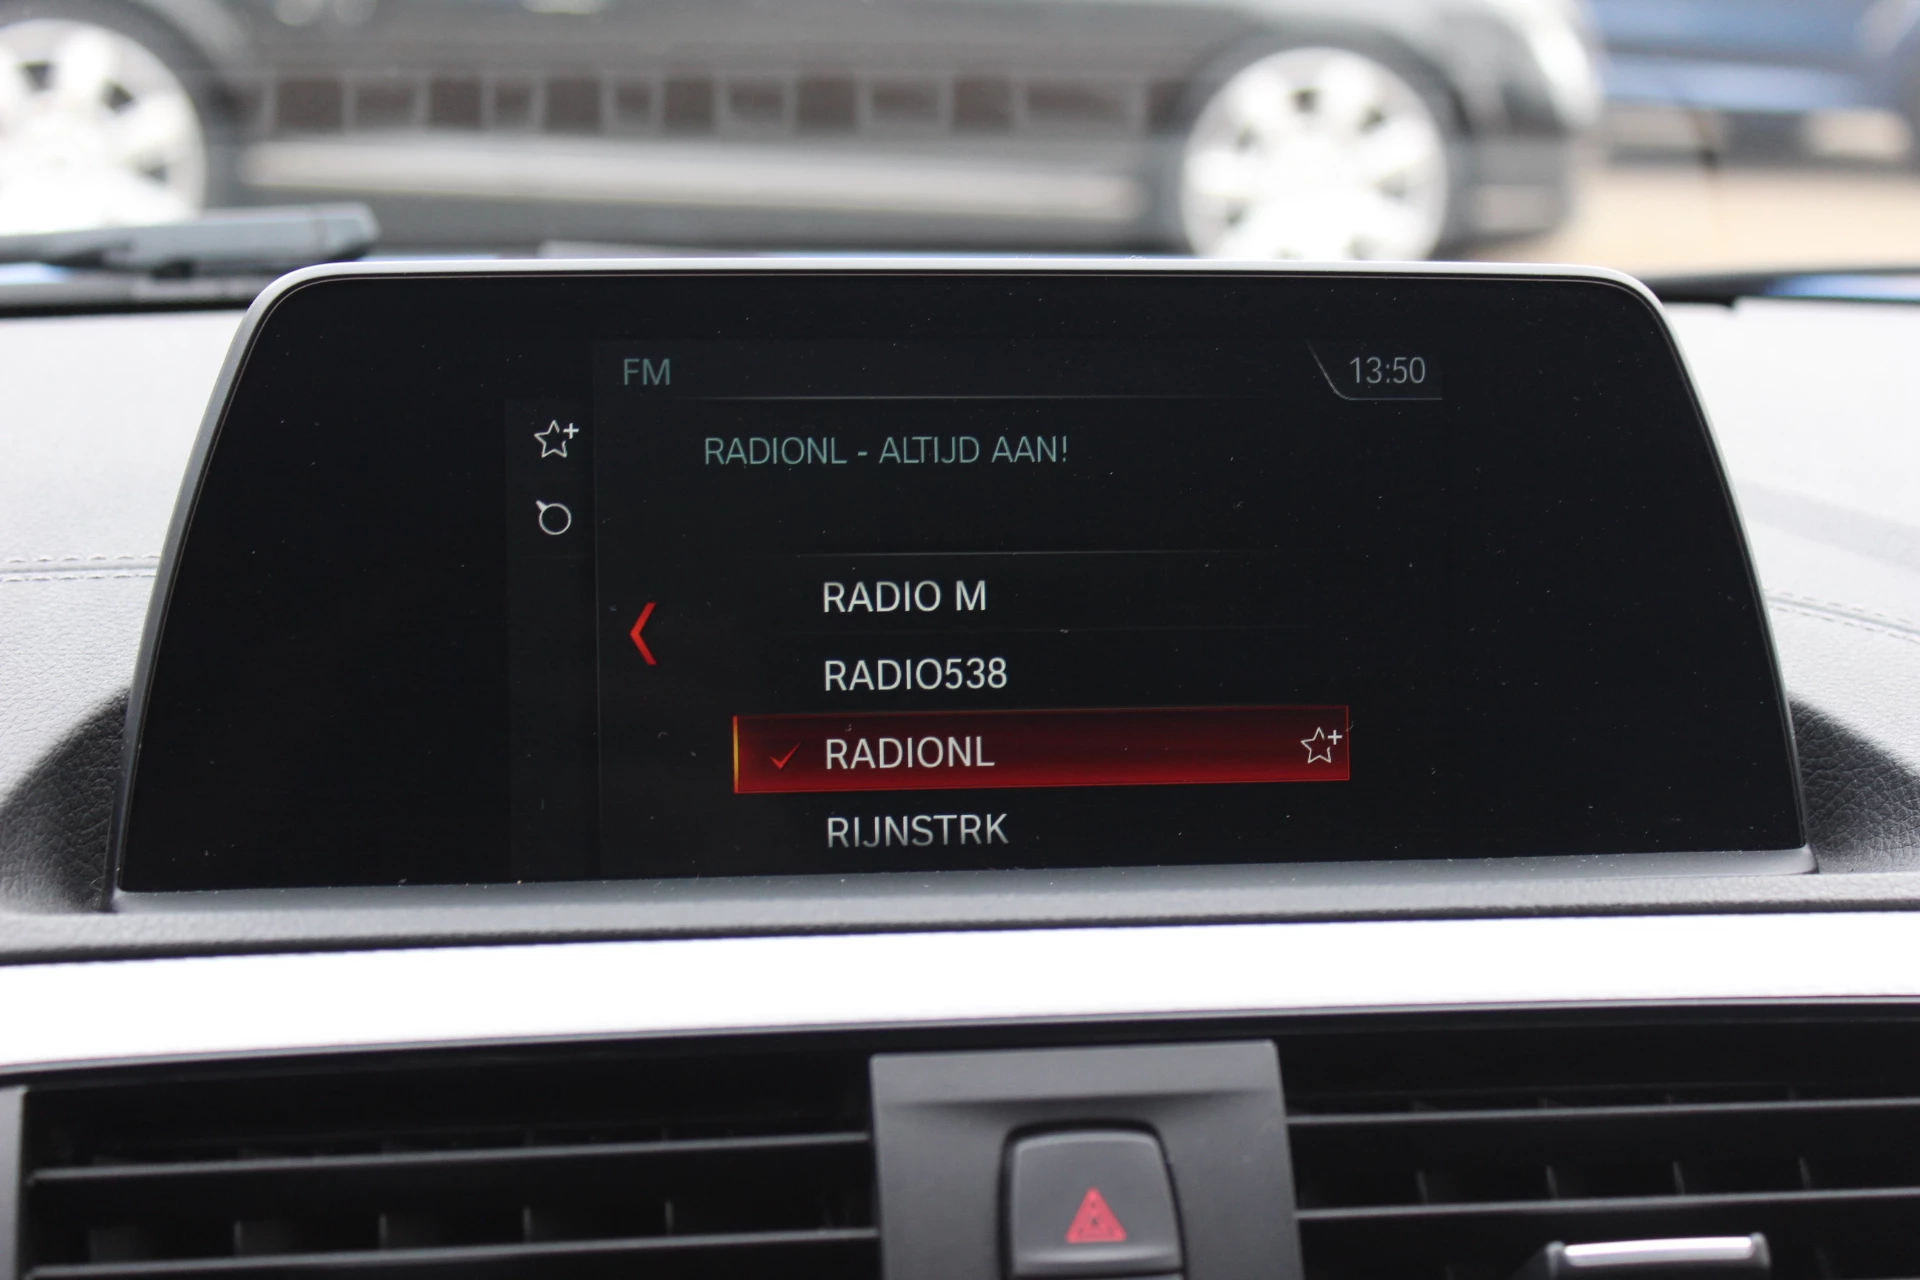 FM
13:50
RADIONL - ALTIJD AAN!
RADIO M
RADIO538
RADIONL
RIJNSTRK